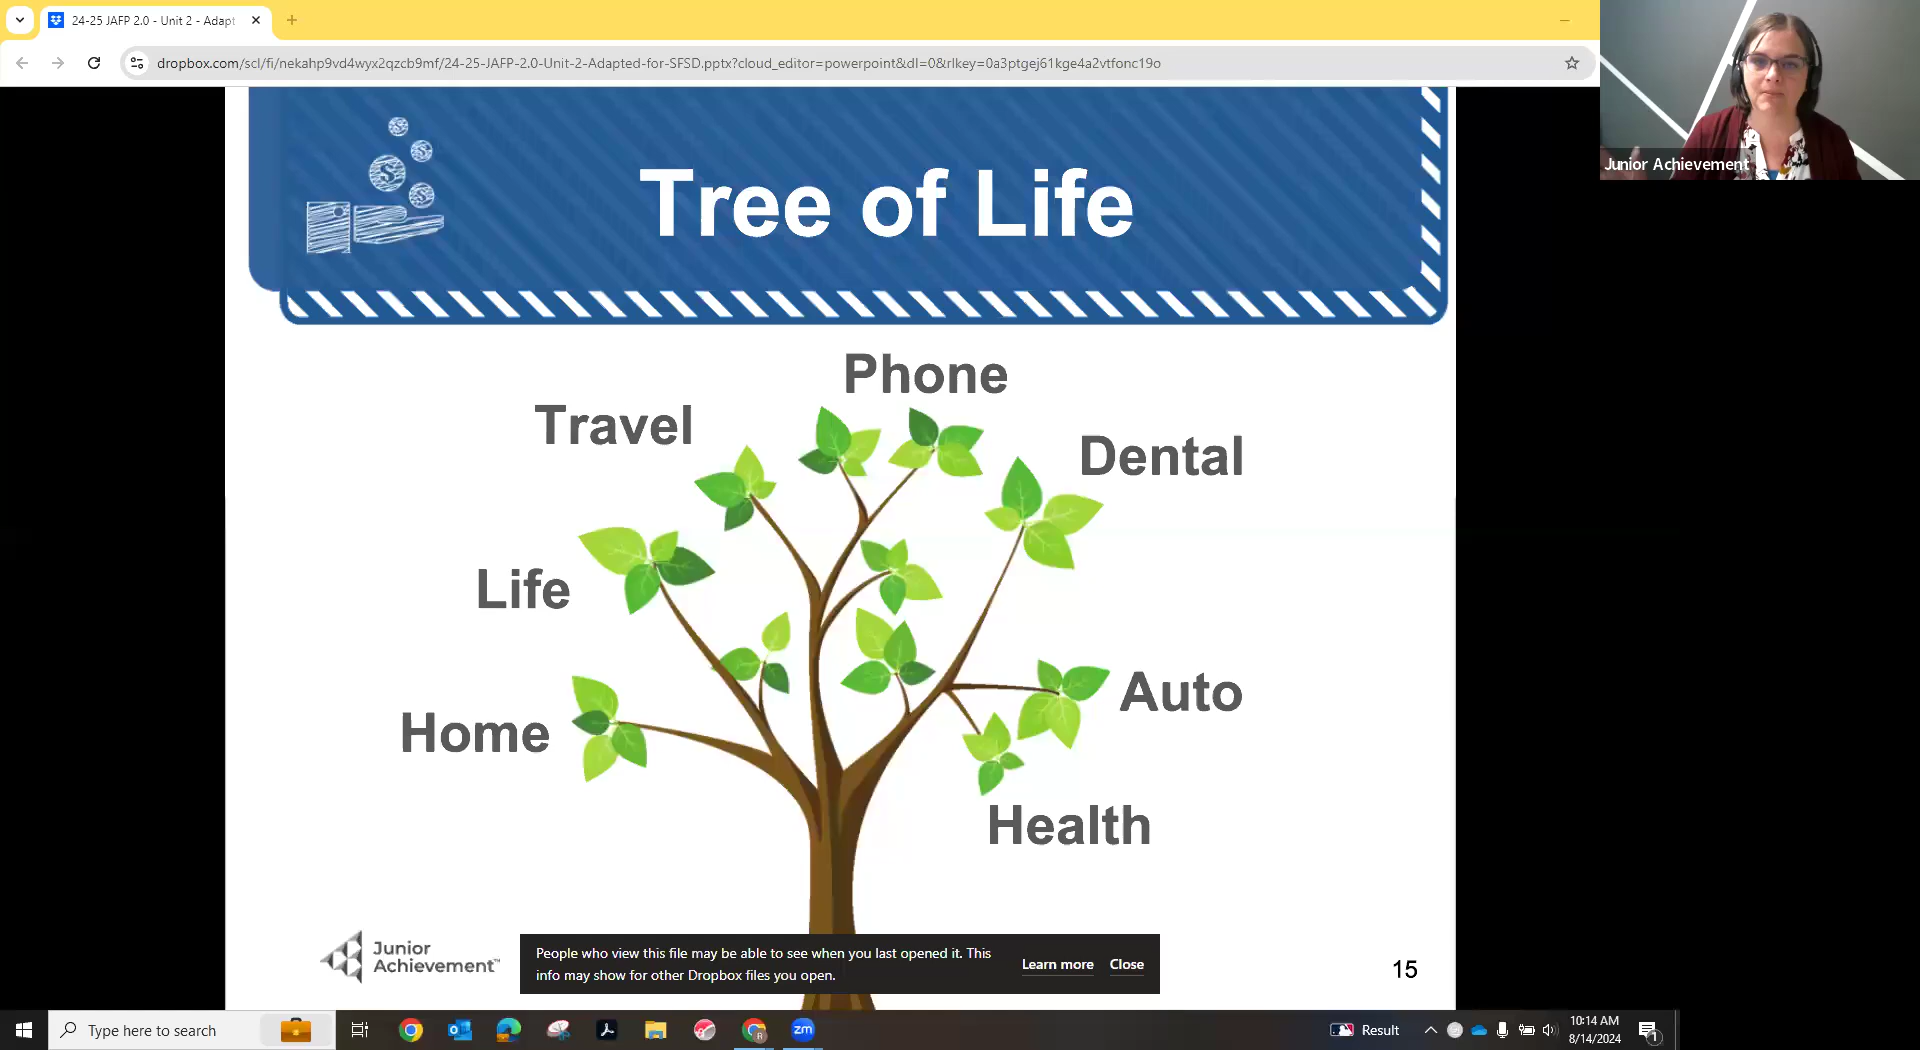 24-25 JAFP 2.0 - Unit 2 - Adapt
dropbox.com/scl/fi/nekahp9vd4wyx2qzcb9mf/24-25-JAFP-2.0-Unit-2-Adapted-for-SFSD.pptx?cloud_editor=powerpoint&dl=0&rlkey=0a3ptgej61kge4a2vtfonc19o
Junior Achievement
Tree of Life
Phone
Travel
Dental
Life
Auto
Home
Health
Junior
Achievement™
People who view this file may be able to see when you last opened it. This
info may show for other Dropbox files you open.
Learn more
Close
15
Type here to search
zm
Result
10:14 AM
8/14/2024
1